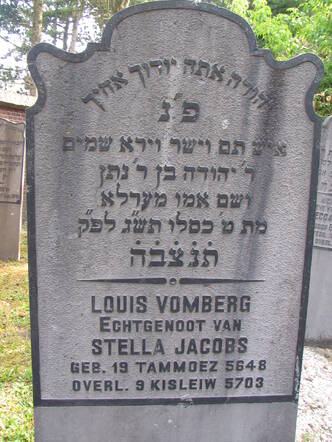 יהודה אתה יודוך אחיך
פ״נ
איש תם וישר וירא שמים
ר׳ יהודה בן ר׳ נתן
ושם אמו מערלא
מת ט׳ כסלו תש״ג לפ״ק
תנצבה
LOUIS VOMBERG
ECHTGENOOT VAN
STELLA JACOBS
GEB. 19 TAMMOEZ 5648
OVERL. 9 KISLEIW 5703